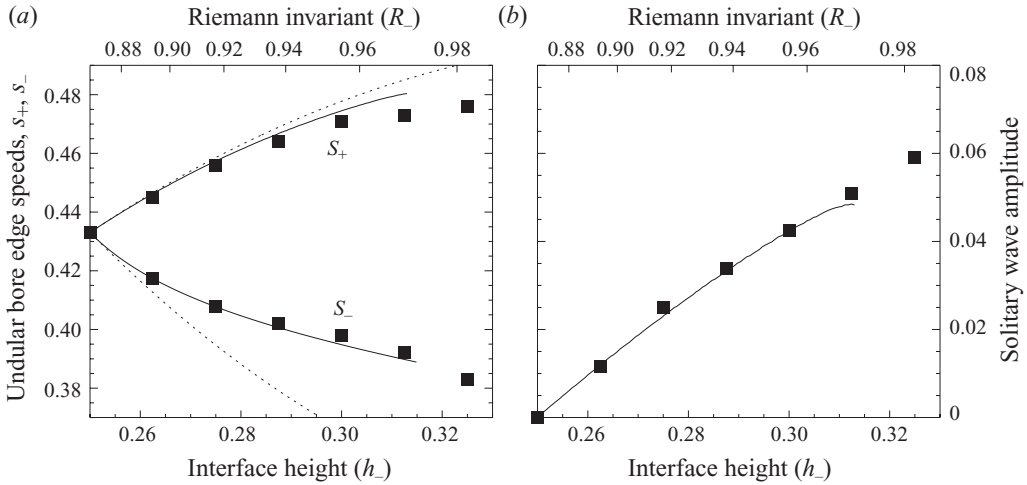 (a) Riemann invariant (R_)
0.88 0.90 0.92 0.94 0.96 0.98
Undular bore edge speeds, s+, s−
0.48
0.46
0.44
0.42
0.40
0.38
S+
S−
0.26 0.28 0.30 0.32
Interface height (h−)
(b) Riemann invariant (R_)
0.88 0.90 0.92 0.94 0.96 0.98
0.08
0.06
0.04
0.02
0
Solitary wave amplitude
0.26 0.28 0.30 0.32
Interface height (h−)